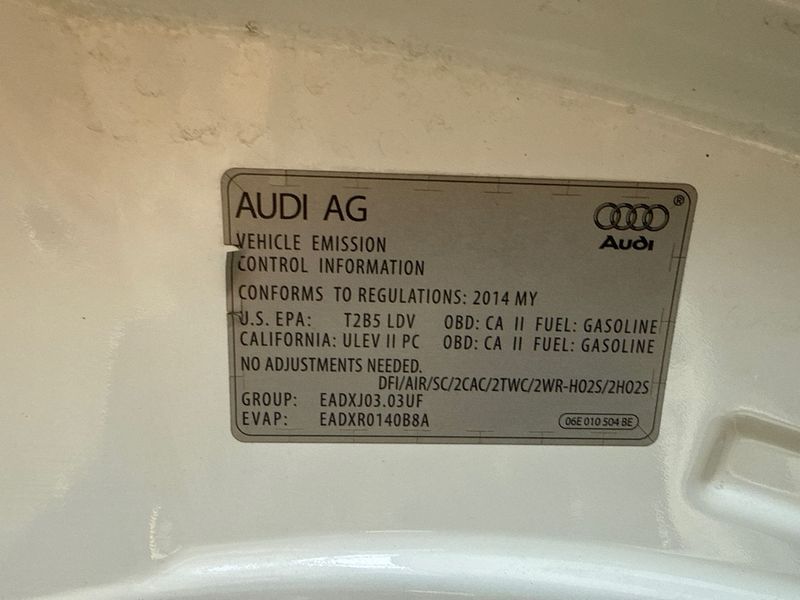 AUDI AG
®
Audi
VEHICLE EMISSION
CONTROL INFORMATION
CONFORMS TO REGULATIONS: 2014 MY
U.S. EPA: T2B5 LDV OBD: CA II FUEL: GASOLINE
CALIFORNIA: ULEV II PC OBD: CA II FUEL: GASOLINE
NO ADJUSTMENTS NEEDED.
DFI/AIR/SC/2CAC/2TWC/2WR-HO2S/2HO2S
GROUP: EADXJ03.03UF
EVAP: EADXR0140B8A
06E 010 504 BE